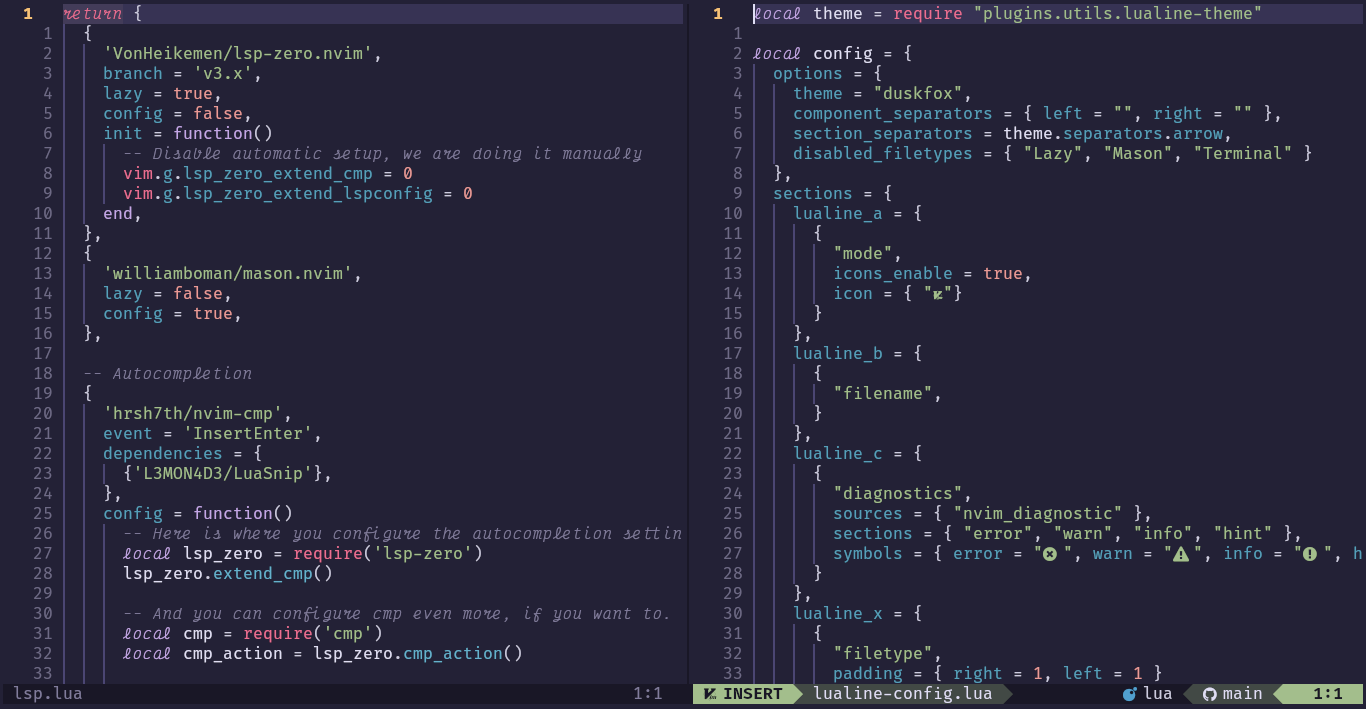 1 return {
1 {
2 'VonHeikemen/lsp-zero.nvim',
3 branch = 'v3.x',
4 lazy = true,
5 config = false,
6 init = function()
7 -- Disable automatic setup, we are doing it manually
8 vim.g.lsp_zero_extend_cmp = 0
9 vim.g.lsp_zero_extend_lspconfig = 0
10 end,
11 },
12 {
13 'williamboman/mason.nvim',
14 lazy = false,
15 config = true,
16 },
17
18 -- Autocompletion
19 {
20 'hrsh7th/nvim-cmp',
21 event = 'InsertEnter',
22 dependencies = {
23 {'L3MON4D3/LuaSnip'},
24 },
25 config = function()
26 -- Here is where you configure the autocompletion settin
27 local lsp_zero = require('lsp-zero')
28 lsp_zero.extend_cmp()
29
30 -- And you can configure cmp even more, if you want to.
31 local cmp = require('cmp')
32 local cmp_action = lsp_zero.cmp_action()
33
lsp.lua 1:1
1 local theme = require "plugins.utils.lualine-theme"
1
2 local config = {
3 options = {
4 theme = "duskfox",
5 component_separators = { left = "", right = "" },
6 section_separators = theme.separators.arrow,
7 disabled_filetypes = { "Lazy", "Mason", "Terminal" }
8 },
9 sections = {
10 lualine_a = {
11 {
12 "mode",
13 icons_enable = true,
14 icon = { ""}
15 }
16 },
17 lualine_b = {
18 {
19 "filename",
20 }
21 },
22 lualine_c = {
23 {
24 "diagnostics",
25 sources = { "nvim_diagnostic" },
26 sections = { "error", "warn", "info", "hint" },
27 symbols = { error = " ", warn = " ", info = " ", h
28 }
29 },
30 lualine_x = {
31 {
32 "filetype",
33 padding = { right = 1, left = 1 }
INSERT lualine-config.lua lua main 1:1